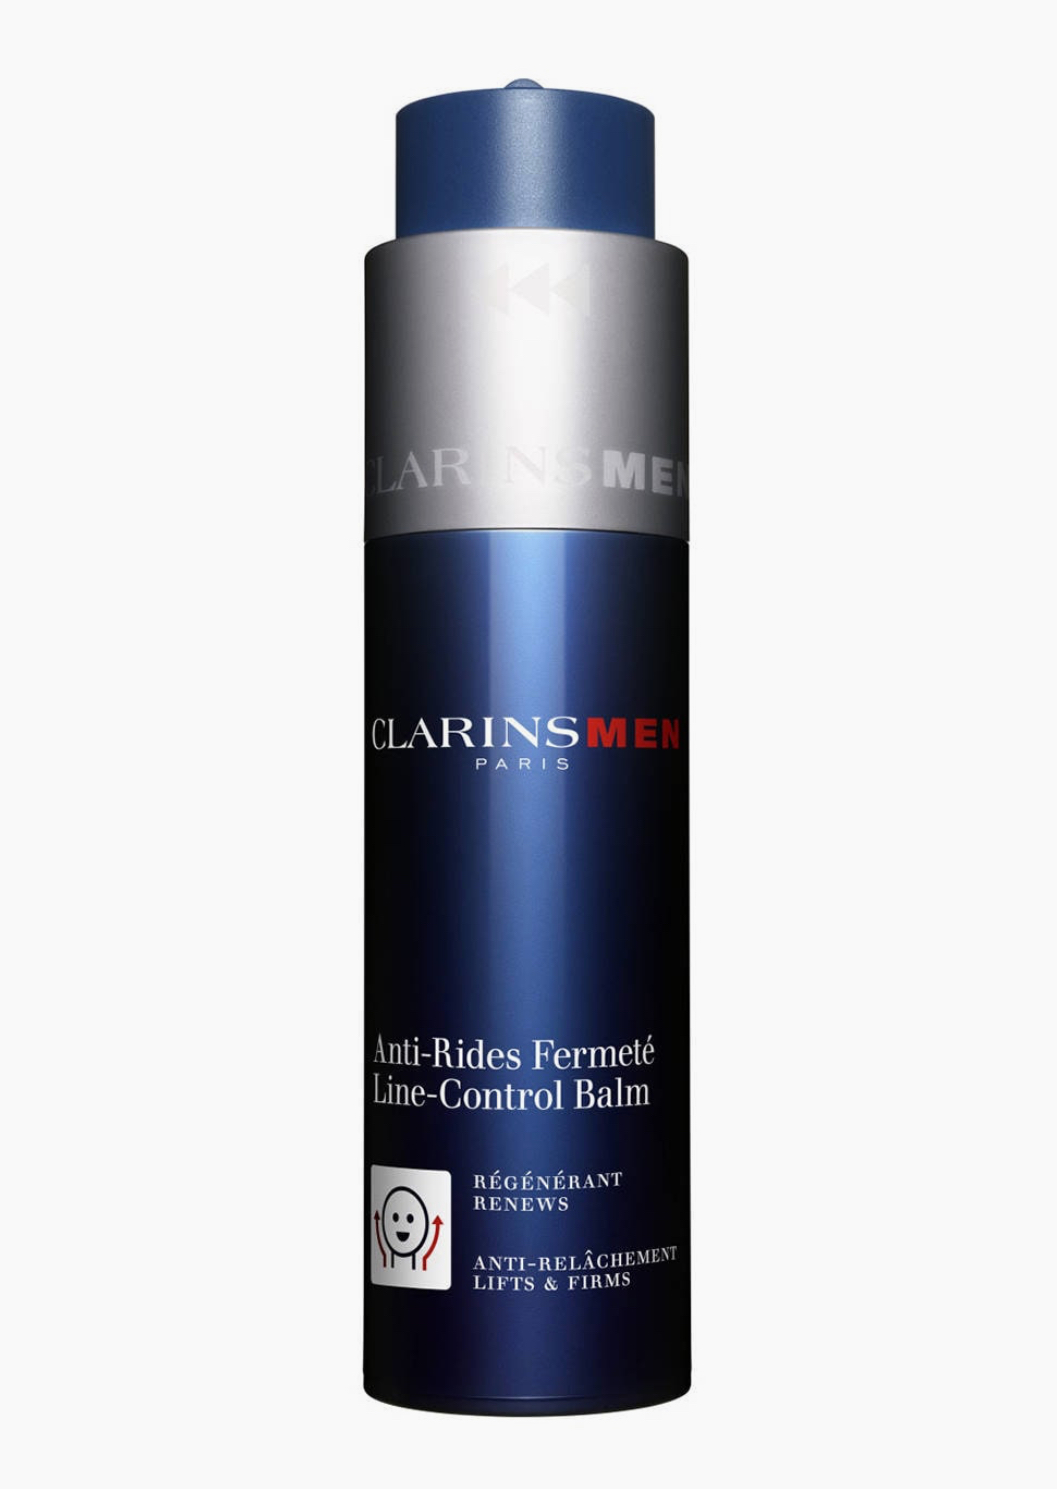 CLARINSMEN
CLARINSMEN
PARIS
Anti-Rides Fermeté
Line-Control Balm
RÉGÉNÉRANT
RENEWS
ANTI-RELÂCHEMENT
LIFTS & FIRMS